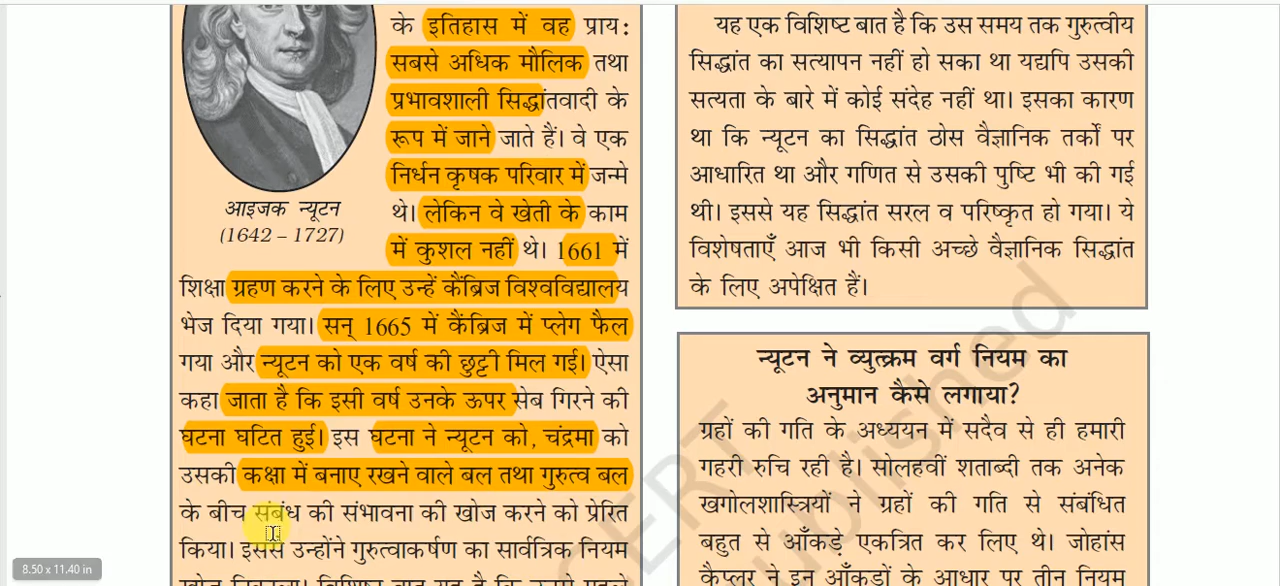 के इतिहास में वह प्राय:
सबसे अधिक मौलिक तथा
प्रभावशाली सिद्धांतवादी के
रूप में जाने जाते हैं। वे एक
निर्धन कृषक परिवार में जन्मे
थे। लेकिन वे खेती के काम
में कुशल नहीं थे। 1661 में
आइजक न्यूटन
(1642 – 1727)
शिक्षा ग्रहण करने के लिए उन्हें कैंब्रिज विश्वविद्यालय
भेज दिया गया। सन् 1665 में कैंब्रिज में प्लेग फैल
गया और न्यूटन को एक वर्ष की छुट्टी मिल गई। ऐसा
कहा जाता है कि इसी वर्ष उनके ऊपर सेब गिरने की
घटना घटित हुई। इस घटना ने न्यूटन को, चंद्रमा को
उसकी कक्षा में बनाए रखने वाले बल तथा गुरुत्व बल
के बीच संबंध की संभावना की खोज करने को प्रेरित
किया। इससे उन्होंने गुरुत्वाकर्षण का सार्वत्रिक नियम
यह एक विशिष्ट बात है कि उस समय तक गुरुत्वीय
सिद्धांत का सत्यापन नहीं हो सका था यद्यपि उसकी
सत्यता के बारे में कोई संदेह नहीं था। इसका कारण
था कि न्यूटन का सिद्धांत ठोस वैज्ञानिक तर्कों पर
आधारित था और गणित से उसकी पुष्टि भी की गई
थी। इससे यह सिद्धांत सरल व परिष्कृत हो गया। ये
विशेषताएँ आज भी किसी अच्छे वैज्ञानिक सिद्धांत
के लिए अपेक्षित हैं।
न्यूटन ने व्युत्क्रम वर्ग नियम का
अनुमान कैसे लगाया?
ग्रहों की गति के अध्ययन में सदैव से ही हमारी
गहरी रुचि रही है। सोलहवीं शताब्दी तक अनेक
खगोलशास्त्रियों ने ग्रहों की गति से संबंधित
बहुत से आँकड़े एकत्रित कर लिए थे। जोहांस
कैप्लर ने इन आँकड़ों के आधार पर तीन नियम
8.50 x 11.40 in